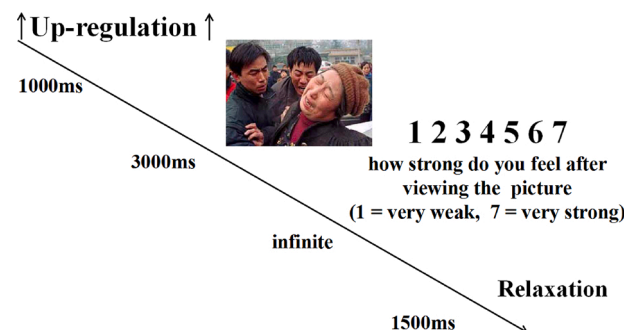 ↑Up-regulation↑
1000ms
3000ms
1 2 3 4 5 6 7
how strong do you feel after
viewing the picture
(1 = very weak, 7 = very strong)
infinite
Relaxation
1500ms